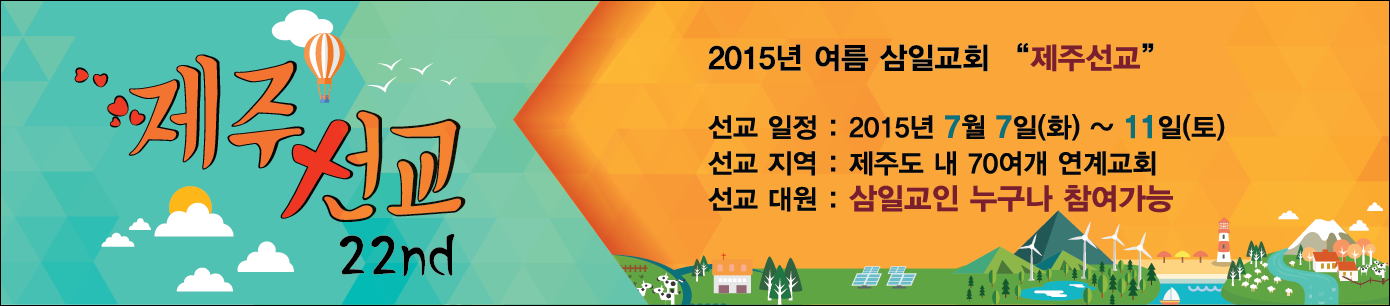 제주
선교
22nd
2015년 여름 삼일교회 “제주선교”
선교 일정 : 2015년 7월 7일(화) ~ 11일(토)
선교 지역 : 제주도 내 70여개 연계교회
선교 대원 : 삼일교인 누구나 참여가능